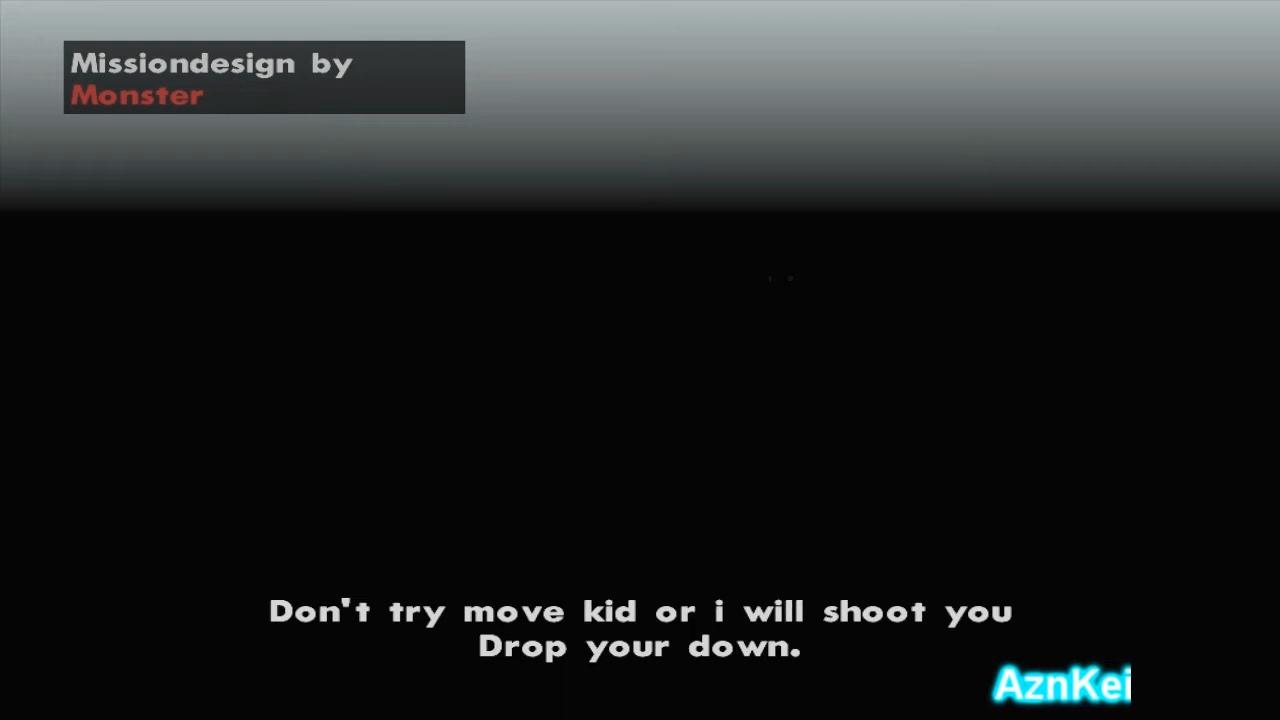 Missiondesign by
Monster
Don't try move kid or i will shoot you
Drop your down.
AznKei